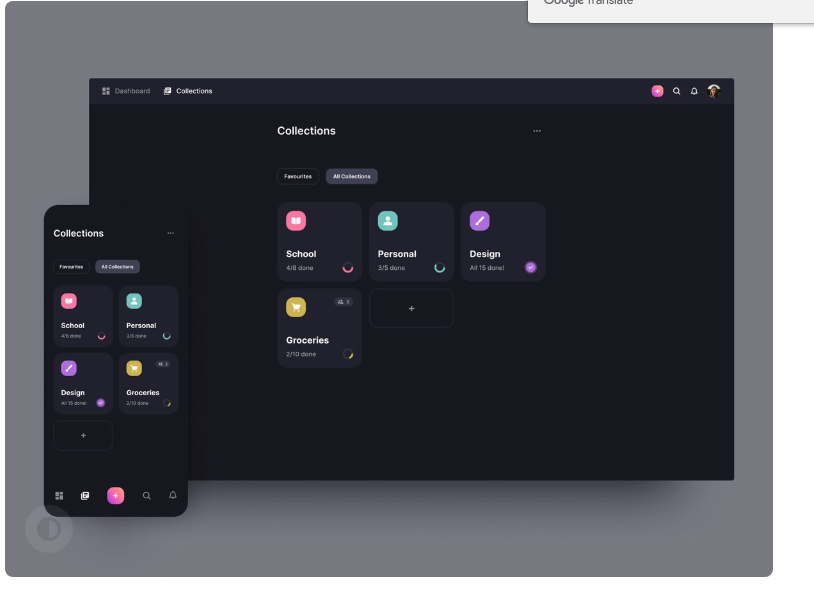 Google Translate
Dashboard
Collections
Collections
Favourites
All Collections
School
4/8 done
Personal
3/5 done
Design
All 15 done!
Groceries
2/10 done
Collections
Favourites
All Collections
School
4/8 done
Personal
3/5 done
Design
All 15 done!
Groceries
2/10 done